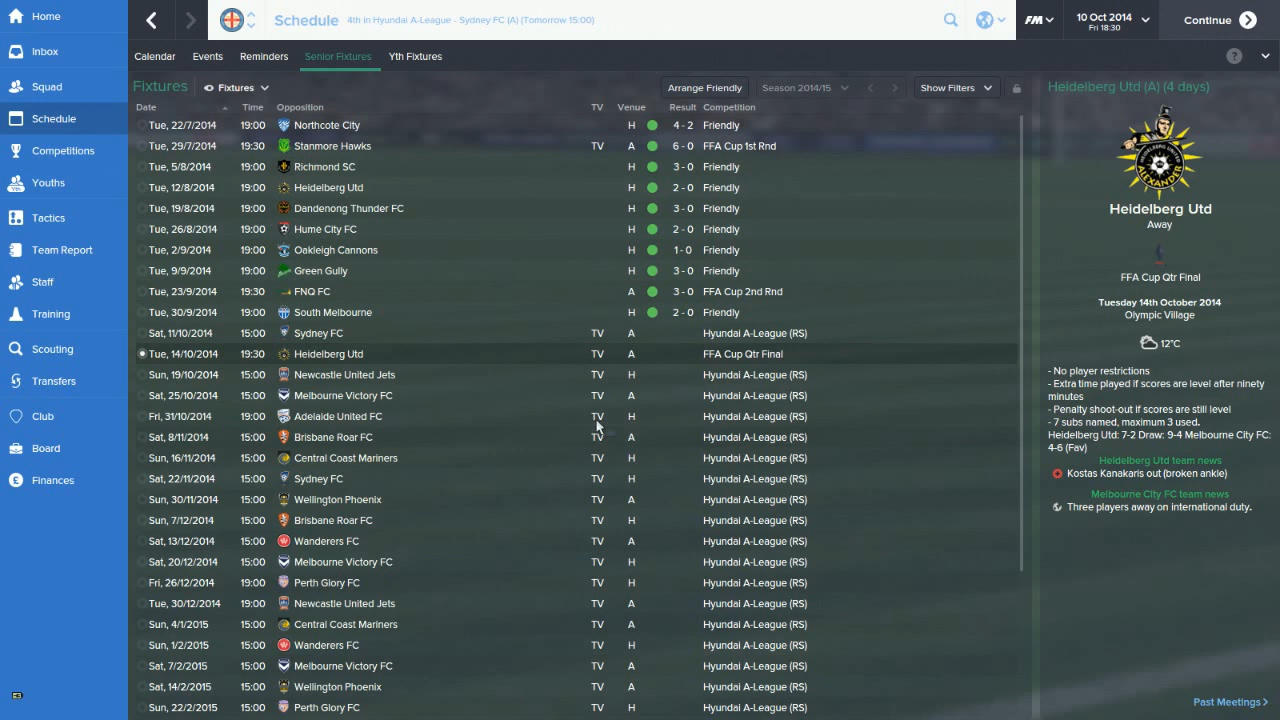 Home
Inbox
Squad
Schedule
Competitions
Youths
Tactics
Team Report
Staff
Training
Scouting
Transfers
Club
Board
Finances
Schedule 4th in Hyundai A-League - Sydney FC (A) (Tomorrow 15:00)
FM
10 Oct 2014
Fri 18:30
Continue
Calendar Events Reminders Senior Fixtures Yth Fixtures ?
Fixtures Fixtures Arrange Friendly Season 2014/15 Show Filters
Date Time Opposition TV Venue Result Competition
Tue, 22/7/2014 19:00 Northcote City H 4 - 2 Friendly
Tue, 29/7/2014 19:30 Stanmore Hawks TV A 6 - 0 FFA Cup 1st Rnd
Tue, 5/8/2014 19:00 Richmond SC H 3 - 0 Friendly
Tue, 12/8/2014 19:00 Heidelberg Utd H 2 - 0 Friendly
Tue, 19/8/2014 19:00 Dandenong Thunder FC H 3 - 0 Friendly
Tue, 26/8/2014 19:00 Hume City FC H 2 - 0 Friendly
Tue, 2/9/2014 19:00 Oakleigh Cannons H 1 - 0 Friendly
Tue, 9/9/2014 19:00 Green Gully H 3 - 0 Friendly
Tue, 23/9/2014 19:30 FNQ FC A 3 - 0 FFA Cup 2nd Rnd
Tue, 30/9/2014 19:00 South Melbourne H 2 - 0 Friendly
Sat, 11/10/2014 15:00 Sydney FC TV A Hyundai A-League (RS)
Tue, 14/10/2014 19:30 Heidelberg Utd TV A FFA Cup Qtr Final
Sun, 19/10/2014 15:00 Newcastle United Jets TV H Hyundai A-League (RS)
Sat, 25/10/2014 15:00 Melbourne Victory FC TV A Hyundai A-League (RS)
Fri, 31/10/2014 19:00 Adelaide United FC TV H Hyundai A-League (RS)
Sat, 8/11/2014 15:00 Brisbane Roar FC TV A Hyundai A-League (RS)
Sun, 16/11/2014 15:00 Central Coast Mariners TV H Hyundai A-League (RS)
Sat, 22/11/2014 15:00 Sydney FC TV H Hyundai A-League (RS)
Sun, 30/11/2014 15:00 Wellington Phoenix TV A Hyundai A-League (RS)
Sun, 7/12/2014 15:00 Brisbane Roar FC TV H Hyundai A-League (RS)
Sat, 13/12/2014 15:00 Wanderers FC TV A Hyundai A-League (RS)
Sat, 20/12/2014 15:00 Melbourne Victory FC TV H Hyundai A-League (RS)
Fri, 26/12/2014 19:00 Perth Glory FC TV H Hyundai A-League (RS)
Tue, 30/12/2014 19:00 Newcastle United Jets TV A Hyundai A-League (RS)
Sun, 4/1/2015 15:00 Central Coast Mariners TV A Hyundai A-League (RS)
Sun, 1/2/2015 15:00 Wanderers FC TV H Hyundai A-League (RS)
Sat, 7/2/2015 15:00 Melbourne Victory FC TV A Hyundai A-League (RS)
Sat, 14/2/2015 15:00 Wellington Phoenix TV A Hyundai A-League (RS)
Sun, 22/2/2015 15:00 Perth Glory FC TV H Hyundai A-League (RS)
Heidelberg Utd (A) (4 days)
HEIDELBERG UNITED
ALEXANDER
Heidelberg Utd
Away
FFA Cup Qtr Final
Tuesday 14th October 2014
Olympic Village
12°C
- No player restrictions
- Extra time played if scores are level after ninety
minutes
- Penalty shoot-out if scores are still level
- 7 subs named, maximum 3 used.
Heidelberg Utd: 7-2 Draw: 9-4 Melbourne City FC:
4-6 (Fav)
Heidelberg Utd team news
Kostas Kanakaris out (broken ankle)
Melbourne City FC team news
Three players away on international duty.
Past Meetings >